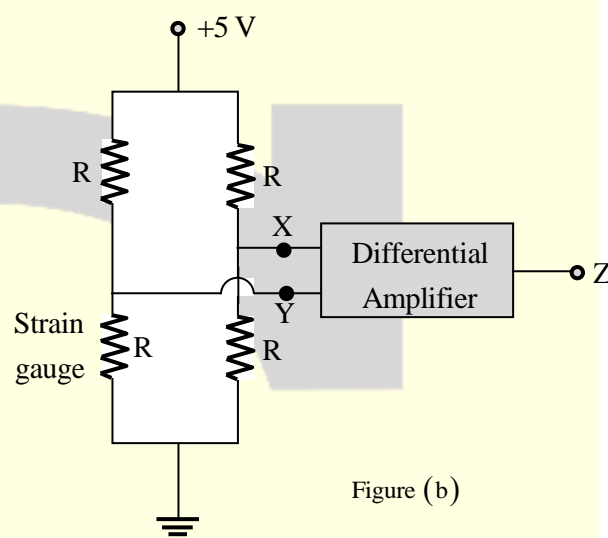 +5 V
R
R
X
Differential
Amplifier
Z
Y
Strain
gauge
R
R
Figure (b)